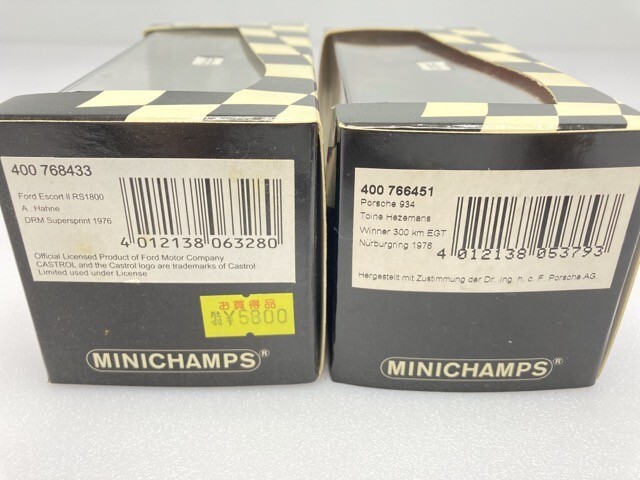 400 768433
Ford Escort II RS1800
A. Hahne
DRM Supersprint 1976
4 012138 063280
Official Licensed Product of Ford Motor Company
CASTROL and the Castrol logo are trademarks of Castrol
Limited used under License
お買得品
¥5800
MINICHAMPS®
400 766451
Porsche 934
Toine Hezemans
Winner 300 km EGT
Nürburgring 1976
4 012138 053793
Hergestellt mit Zustimmung der Dr. Ing. h. c. F. Porsche AG.
MINICHAMPS®